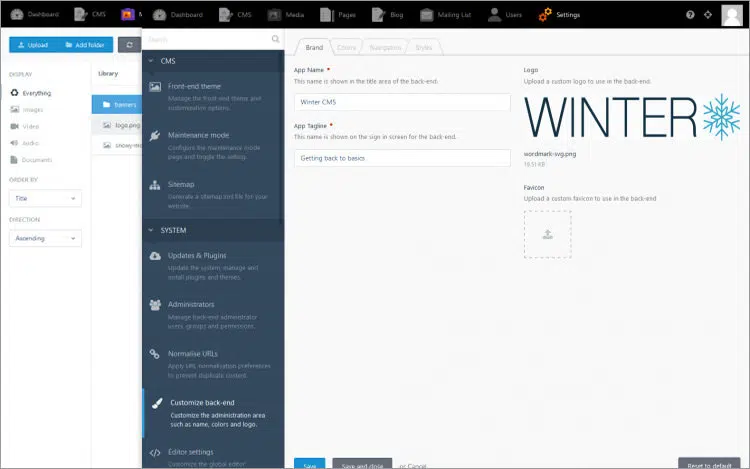 Dashboard
CMS
M
Dashboard
CMS
Media
Pages
Blog
Mailing List
Users
Settings
Upload
Add folder
DISPLAY
Everything
Images
Video
Audio
Documents
ORDER BY
Title
DIRECTION
Ascending
Library
banners
logo.png
snowy-mo
Search
CMS
Front-end theme
Manage the front-end theme and
customization options.
Maintenance mode
Configure the maintenance mode
page and toggle the setting.
Sitemap
Generate a sitemap.xml file for your
website.
SYSTEM
Updates & Plugins
Update the system, manage and
install plugins and themes.
Administrators
Manage back-end administrator
users, groups and permissions.
Normalise URLs
Apply URL normalisation preferences
to prevent duplicate content.
Customize back-end
Customize the administration area
such as name, colors and logo.
Editor settings
Customize the global editor
Brand
Colors
Navigation
Styles
App Name *
This name is shown in the title area of the back-end.
Winter CMS
App Tagline *
This name is shown on the sign in screen for the back-end.
Getting back to basics
Logo
Upload a custom logo to use in the back-end.
WINTER
wordmark-svg.png
Favicon
Upload a custom favicon to use in the back-end
Save
Save and close
or Cancel
Reset to default